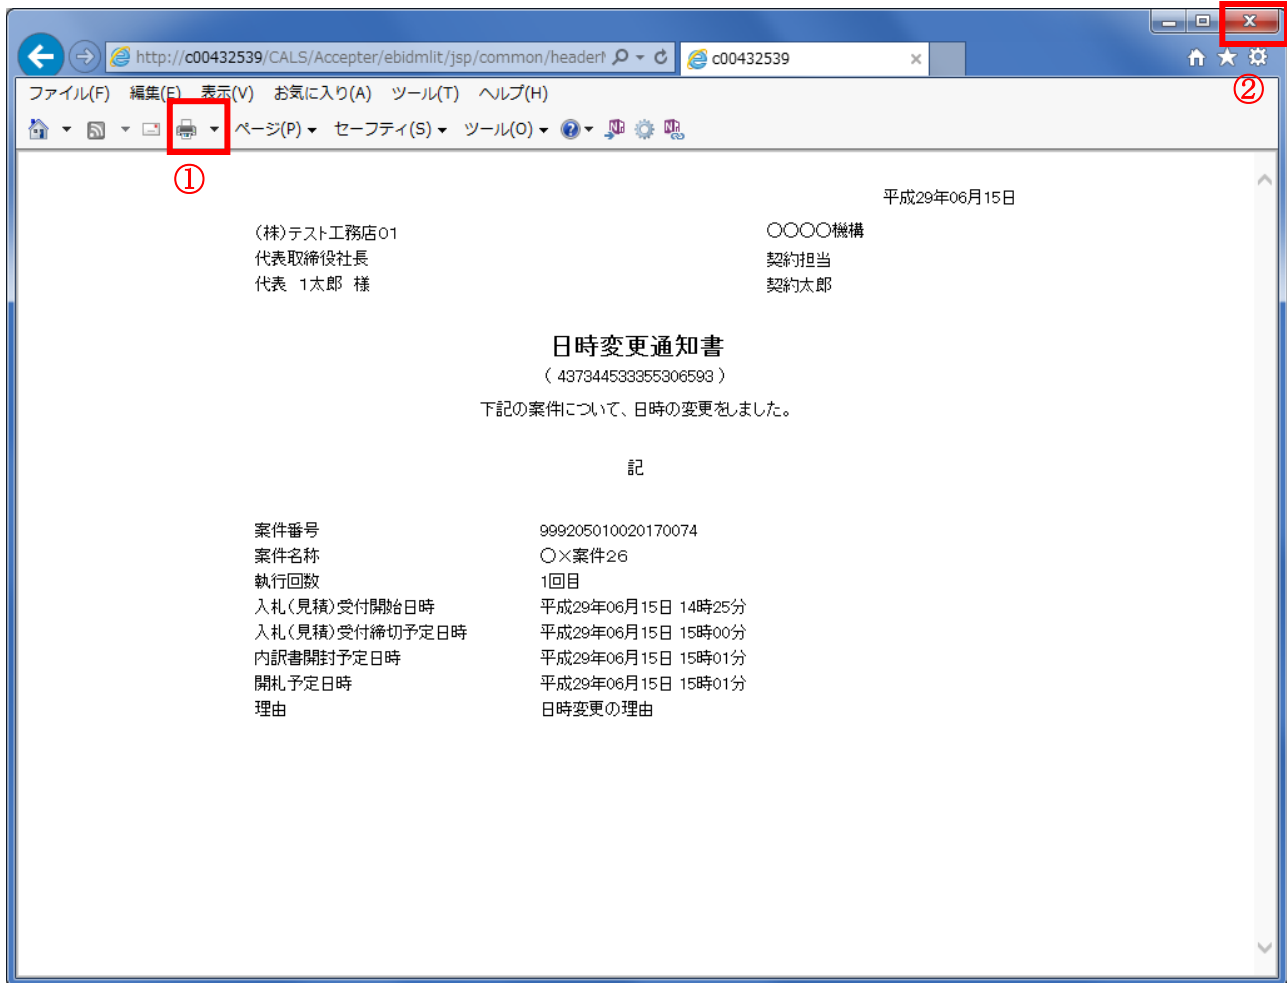 ②
http://c00432539/CALS/Accepter/ebidmlit/jsp/common/header
c00432539
ファイル(F) 編集(E) 表示(V) お気に入り(A) ツール(T) ヘルプ(H)
ページ(P) セーフティ(S) ツール(O)
①
平成29年06月15日
(株)テスト工務店01
代表取締役社長
代表 1太郎 様
〇〇〇〇機構
契約担当
契約太郎
日時変更通知書
( 437344533355306593 )
下記の案件について、日時の変更をしました。
記
案件番号 999205010020170074
案件名称 〇×案件26
執行回数 1回目
入札(見積)受付開始日時 平成29年06月15日 14時25分
入札(見積)受付締切予定日時 平成29年06月15日 15時00分
内訳書開封予定日時 平成29年06月15日 15時01分
開札予定日時 平成29年06月15日 15時01分
理由 日時変更の理由